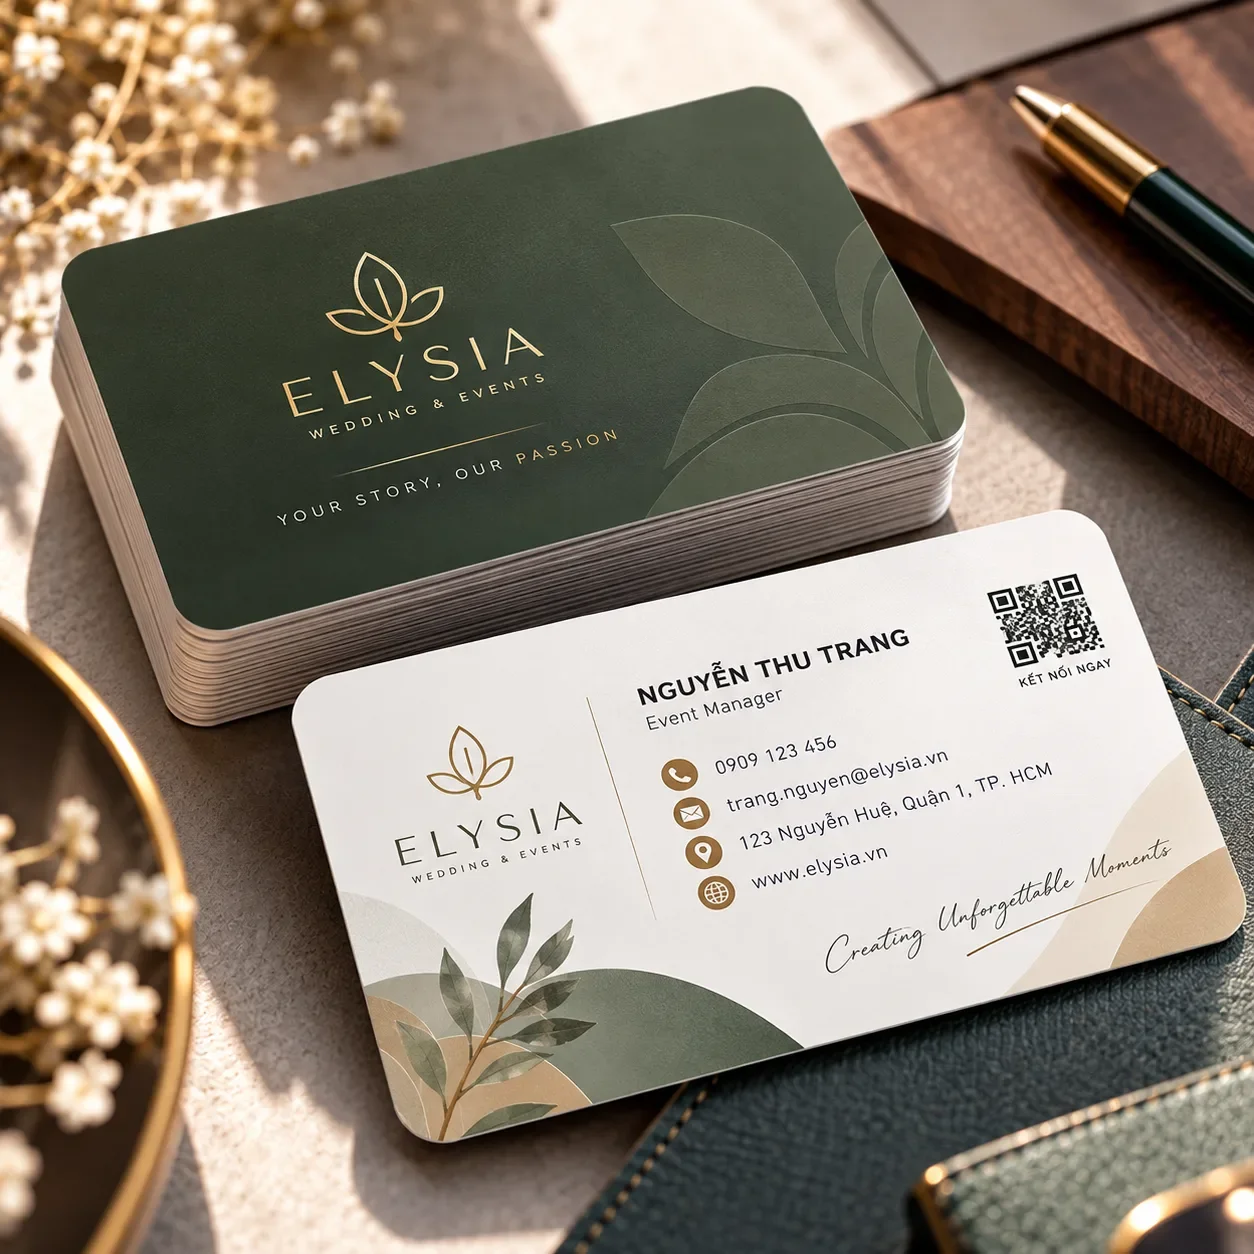 ELYSIA
WEDDING & EVENTS
YOUR STORY, OUR PASSION
ELYSIA
WEDDING & EVENTS
NGUYỄN THU TRANG
Event Manager
0909 123 456
trang.nguyen@elysia.vn
123 Nguyễn Huệ, Quận 1, TP. HCM
www.elysia.vn
KẾT NỐI NGAY
Creating Unforgettable Moments